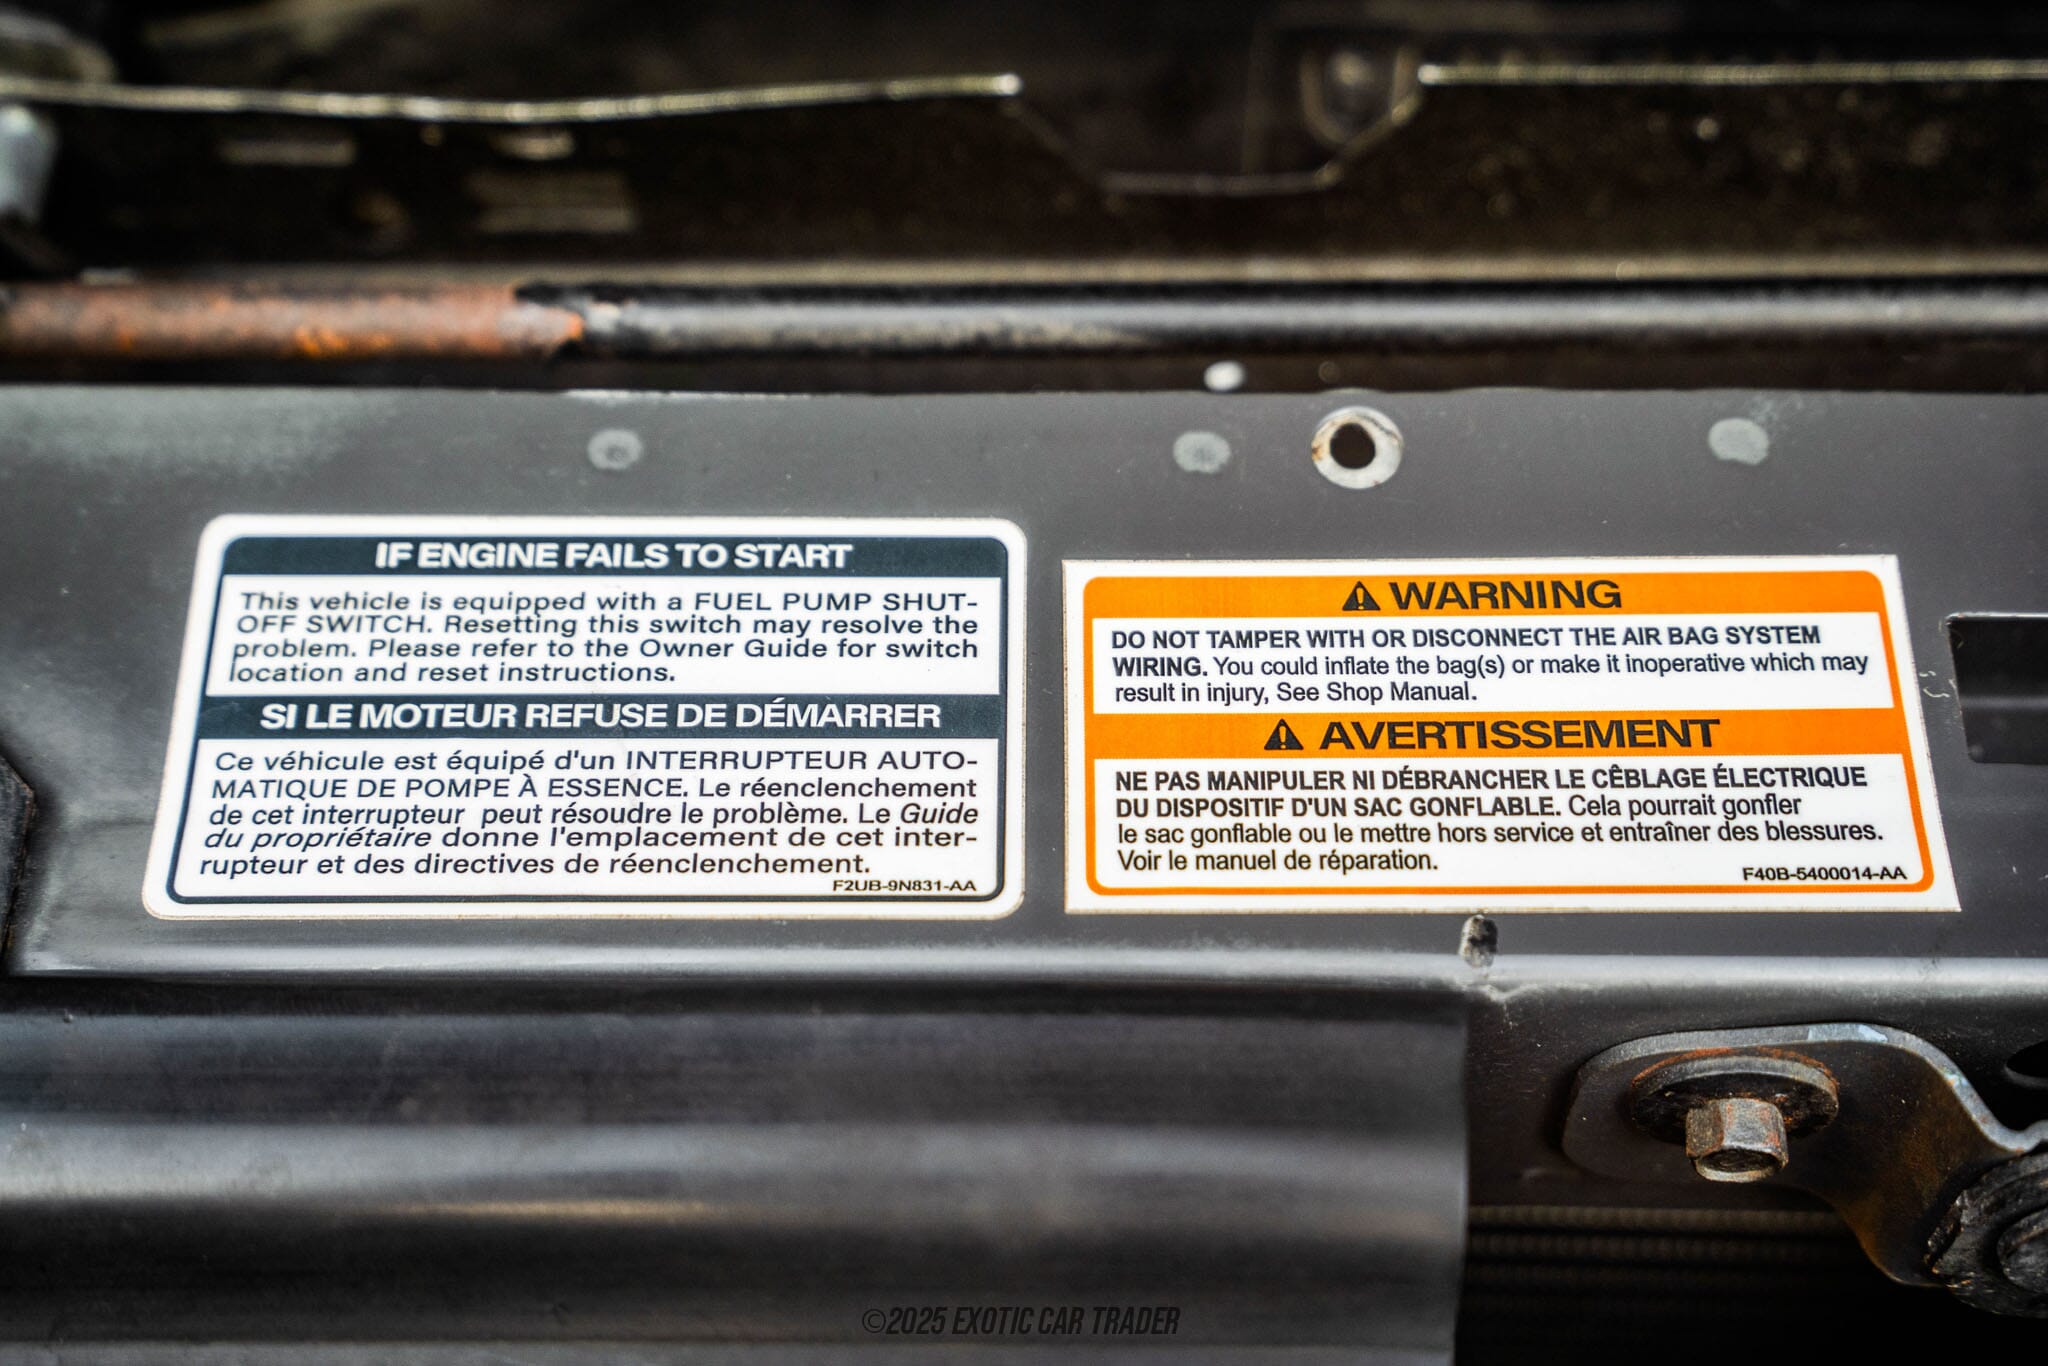 IF ENGINE FAILS TO START
This vehicle is equipped with a FUEL PUMP SHUT-
OFF SWITCH. Resetting this switch may resolve the
problem. Please refer to the Owner Guide for switch
location and reset instructions.
SI LE MOTEUR REFUSE DE DÉMARRER
Ce véhicule est équipé d'un INTERRUPTEUR AUTO-
MATIQUE DE POMPE À ESSENCE. Le réenclenchement
de cet interrupteur peut résoudre le problème. Le Guide
du propriétaire donne l'emplacement de cet inter-
rupteur et des directives de réenclenchement.
F2UB-9N831-AA
⚠ WARNING
DO NOT TAMPER WITH OR DISCONNECT THE AIR BAG SYSTEM
WIRING. You could inflate the bag(s) or make it inoperative which may
result in injury, See Shop Manual.
⚠ AVERTISSEMENT
NE PAS MANIPULER NI DÉBRANCHER LE CÊBLAGE ÉLECTRIQUE
DU DISPOSITIF D'UN SAC GONFLABLE. Cela pourrait gonfler
le sac gonflable ou le mettre hors service et entraîner des blessures.
Voir le manuel de réparation.
F40B-5400014-AA
©2025 EXOTIC CAR TRADER